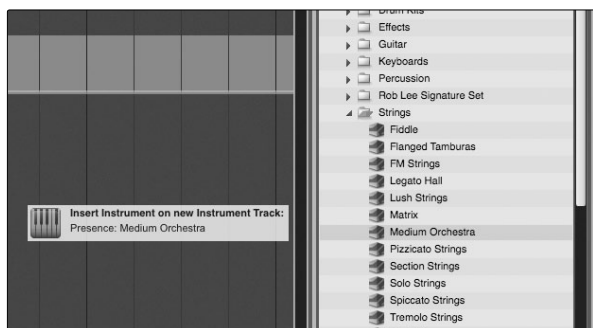 Drum Kits
Effects
Guitar
Keyboards
Percussion
Rob Lee Signature Set
Strings
Fiddle
Flanged Tamburas
FM Strings
Legato Hall
Lush Strings
Matrix
Medium Orchestra
Pizzicato Strings
Section Strings
Solo Strings
Spiccato Strings
Tremolo Strings
Insert Instrument on new Instrument Track:
Presence: Medium Orchestra